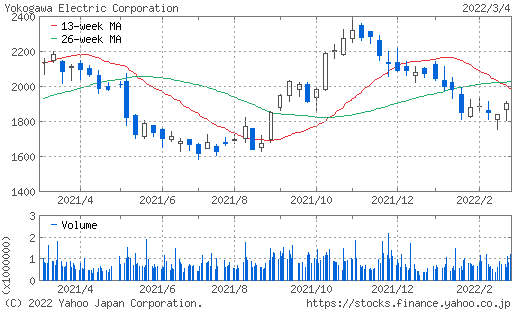 Yokogawa Electric Corporation 2022/3/4
2400
2200
2000
1800
1600
1400
13-week MA
26-week MA
2021/4 2021/6 2021/8 2021/10 2021/12 2022/2
3
2
1
0
(x1000000)
Volume
2021/4 2021/6 2021/8 2021/10 2021/12 2022/2
(C) 2022 Yahoo Japan Corporation. https://stocks.finance.yahoo.co.jp/